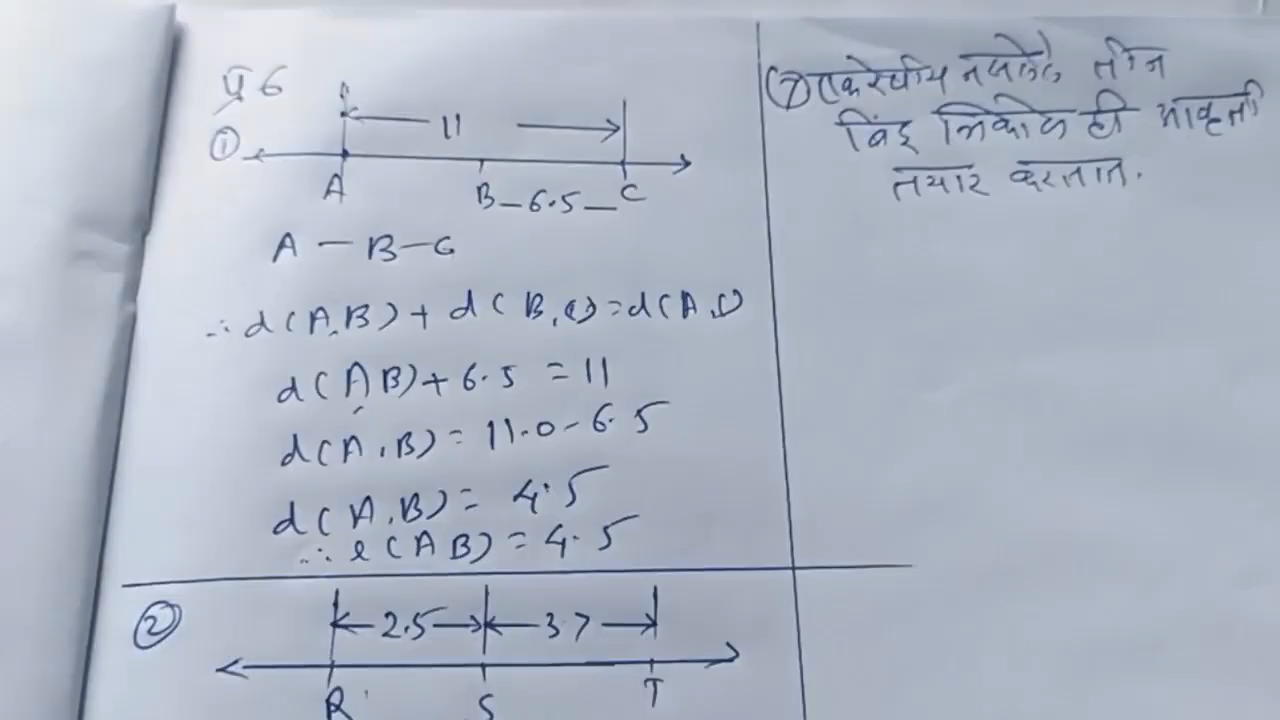 प्र 6
① 11
A B — 6.5 — C
A — B — C
∴ d(A,B) + d(B,C) = d(A,C)
d(A,B) + 6.5 = 11
d(A,B) = 11.0 - 6.5
d(A,B) = 4.5
∴ l(AB) = 4.5
② 2.5 3.7
R S T
⑦ एकरेषीय नसलेले तीन
बिंदू त्रिकोण ही आकृती
तयार करतात.